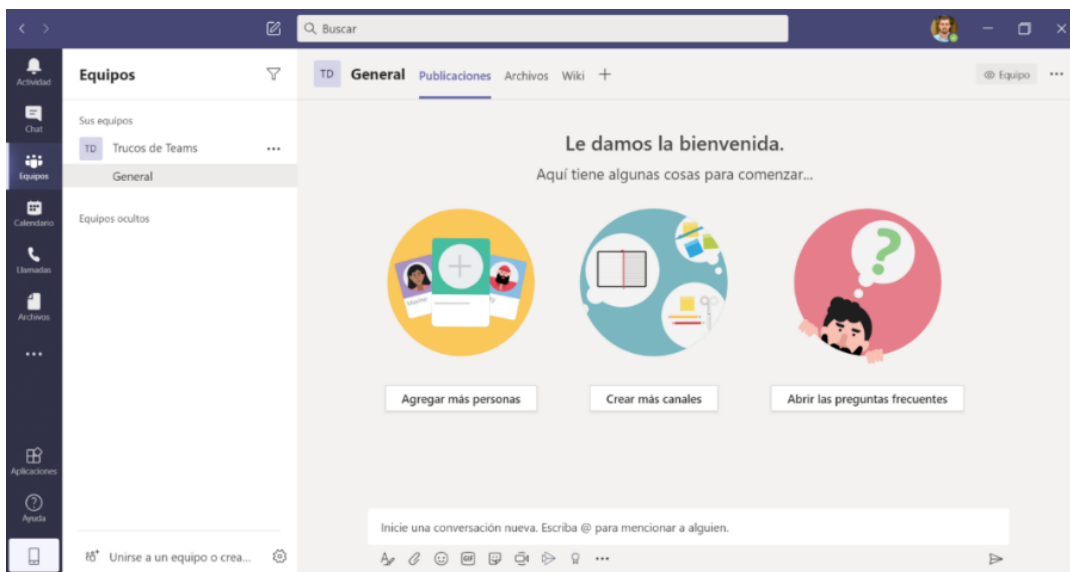 Buscar
Actividad
Chat
Equipos
Calendario
Llamadas
Archivos
Aplicaciones
Ayuda
Equipos
Sus equipos
TD Trucos de Teams
General
Equipos ocultos
Unirse a un equipo o crea...
TD General Publicaciones Archivos Wiki
Equipo
Le damos la bienvenida.
Aquí tiene algunas cosas para comenzar...
Maxine
Agregar más personas
Crear más canales
Abrir las preguntas frecuentes
Inicie una conversación nueva. Escriba @ para mencionar a alguien.
GIF